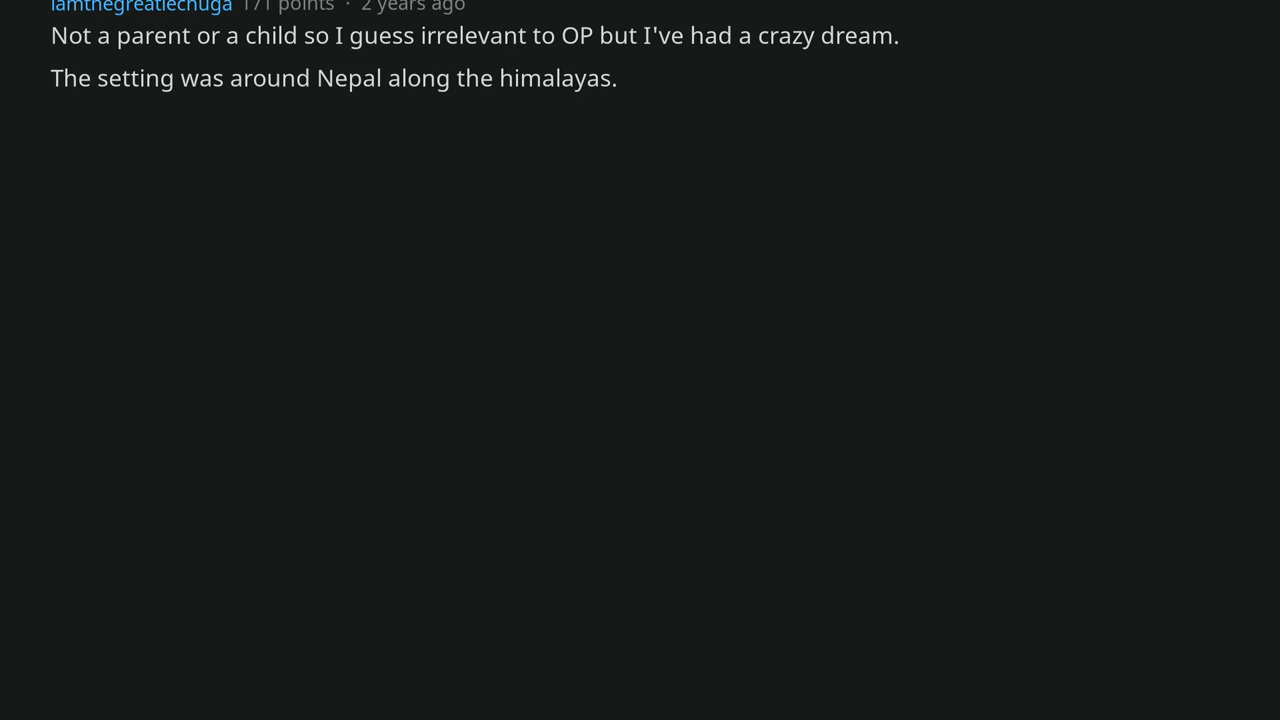 iamthegreatlechuga 171 points · 2 years ago
Not a parent or a child so I guess irrelevant to OP but I've had a crazy dream.
The setting was around Nepal along the himalayas.